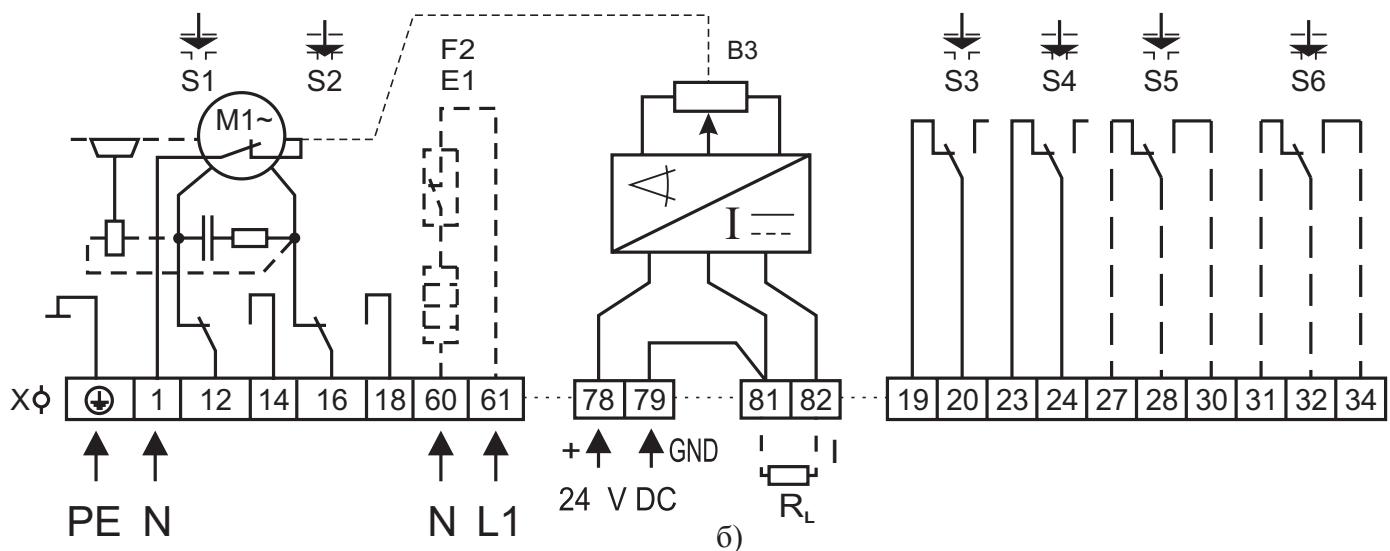 S1 S2 F2 B3 S3 S4 S5 S6
E1
M1~
I
X 1 12 14 16 18 60 61 78 79 81 82 19 20 23 24 27 28 30 31 32 34
+ GND I
24 V DC
PE N N L1 RL
б)